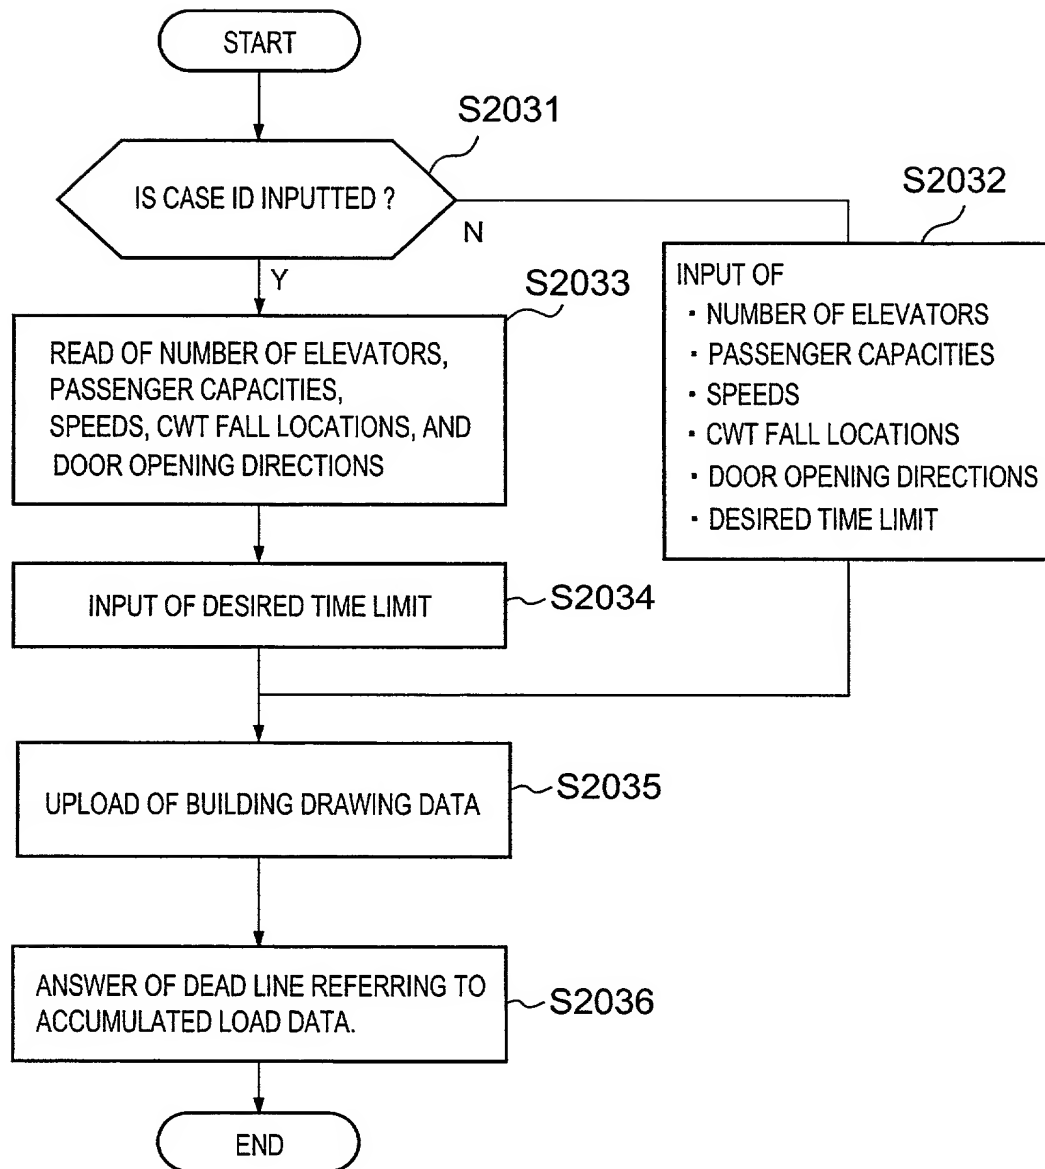 START
S2031
IS CASE ID INPUTTED ?
N
Y
S2032
INPUT OF
・NUMBER OF ELEVATORS
・PASSENGER CAPACITIES
・SPEEDS
・CWT FALL LOCATIONS
・DOOR OPENING DIRECTIONS
・DESIRED TIME LIMIT
S2033
READ OF NUMBER OF ELEVATORS,
PASSENGER CAPACITIES,
SPEEDS, CWT FALL LOCATIONS, AND
DOOR OPENING DIRECTIONS
INPUT OF DESIRED TIME LIMIT
S2034
UPLOAD OF BUILDING DRAWING DATA
S2035
ANSWER OF DEAD LINE REFERRING TO
ACCUMULATED LOAD DATA.
S2036
END